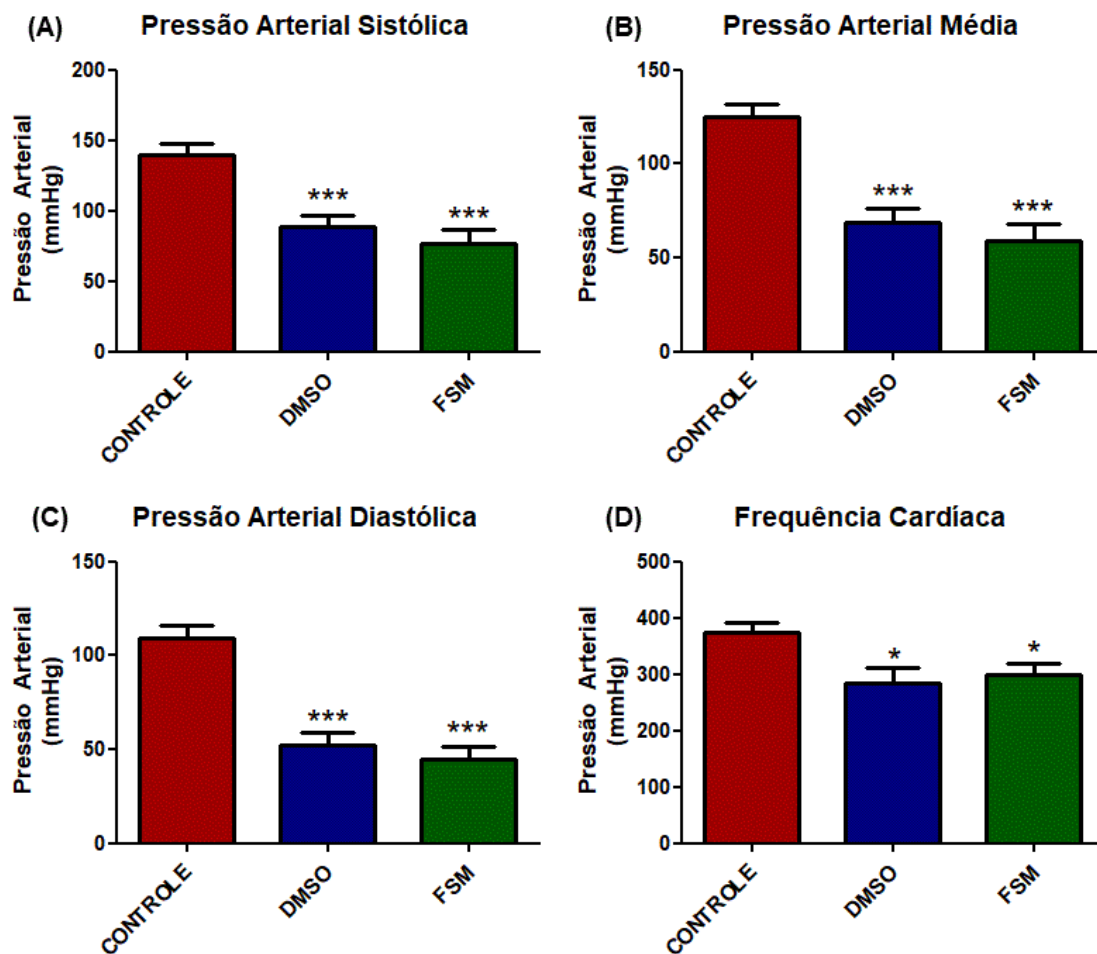 (A) Pressão Arterial Sistólica
Pressão Arterial
(mmHg)
200
150
100
50
0
***
***
CONTROLE
DMSO
FSM
(B) Pressão Arterial Média
Pressão Arterial
(mmHg)
150
100
50
0
***
***
CONTROLE
DMSO
FSM
(C) Pressão Arterial Diastólica
Pressão Arterial
(mmHg)
150
100
50
0
***
***
CONTROLE
DMSO
FSM
(D) Frequência Cardíaca
Pressão Arterial
(mmHg)
500
400
300
200
100
0
*
*
CONTROLE
DMSO
FSM